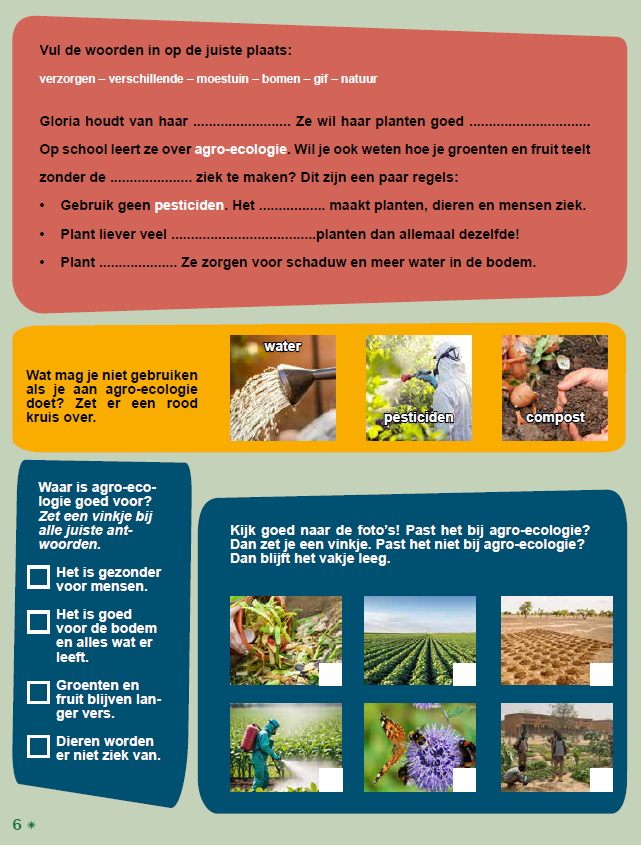 Vul de woorden in op de juiste plaats:
verzorgen – verschillende – moestuin – bomen – gif – natuur
Gloria houdt van haar ......................... Ze wil haar planten goed ...............................
Op school leert ze over agro-ecologie. Wil je ook weten hoe je groenten en fruit teelt
zonder de ..................... ziek te maken? Dit zijn een paar regels:
• Gebruik geen pesticiden. Het ................. maakt planten, dieren en mensen ziek.
• Plant liever veel .....................................planten dan allemaal dezelfde!
• Plant .................... Ze zorgen voor schaduw en meer water in de bodem.
Wat mag je niet gebruiken
als je aan agro-ecologie
doet? Zet er een rood
kruis over.
water
pesticiden
compost
Waar is agro-eco-
logie goed voor?
Zet een vinkje bij
alle juiste ant-
woorden.
Het is gezonder
voor mensen.
Het is goed
voor de bodem
en alles wat er
leeft.
Groenten en
fruit blijven lan-
ger vers.
Dieren worden
er niet ziek van.
Kijk goed naar de foto's! Past het bij agro-ecologie?
Dan zet je een vinkje. Past het niet bij agro-ecologie?
Dan blijft het vakje leeg.
6 ✴